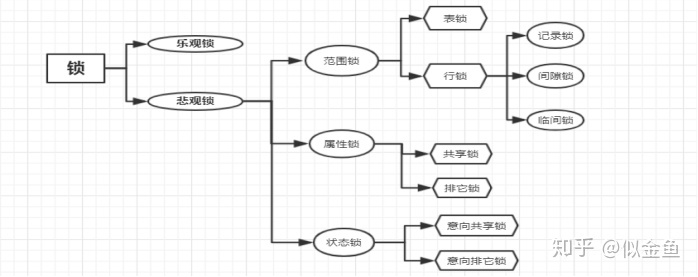 锁
乐观锁
悲观锁
范围锁
表锁
行锁
记录锁
间隙锁
临间锁
属性锁
共享锁
排它锁
状态锁
意向共享锁
意向排它锁
知乎 @似金鱼